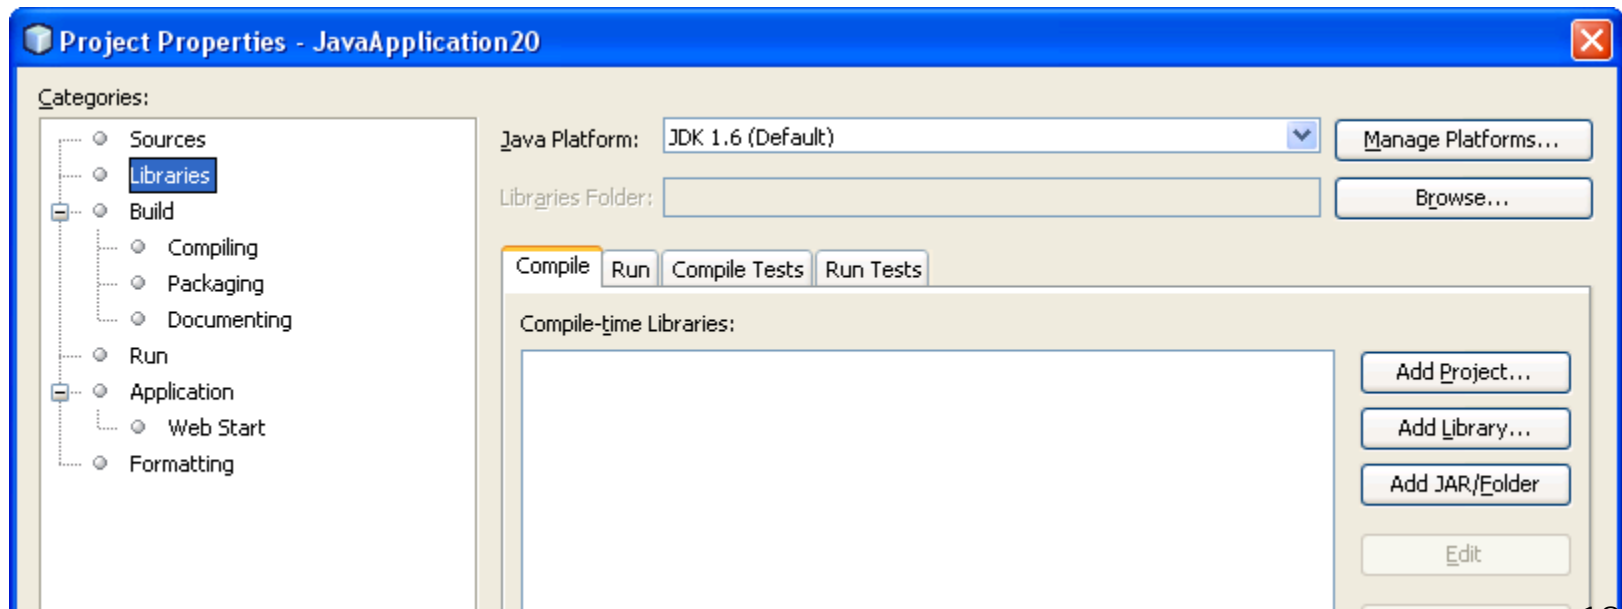 Project Properties - JavaApplication20
Categories:
Sources
Libraries
Build
Compiling
Packaging
Documenting
Run
Application
Web Start
Formatting
Java Platform: JDK 1.6 (Default) Manage Platforms...
Libraries Folder: Browse...
Compile Run Compile Tests Run Tests
Compile-time Libraries:
Add Project...
Add Library...
Add JAR/Folder
Edit